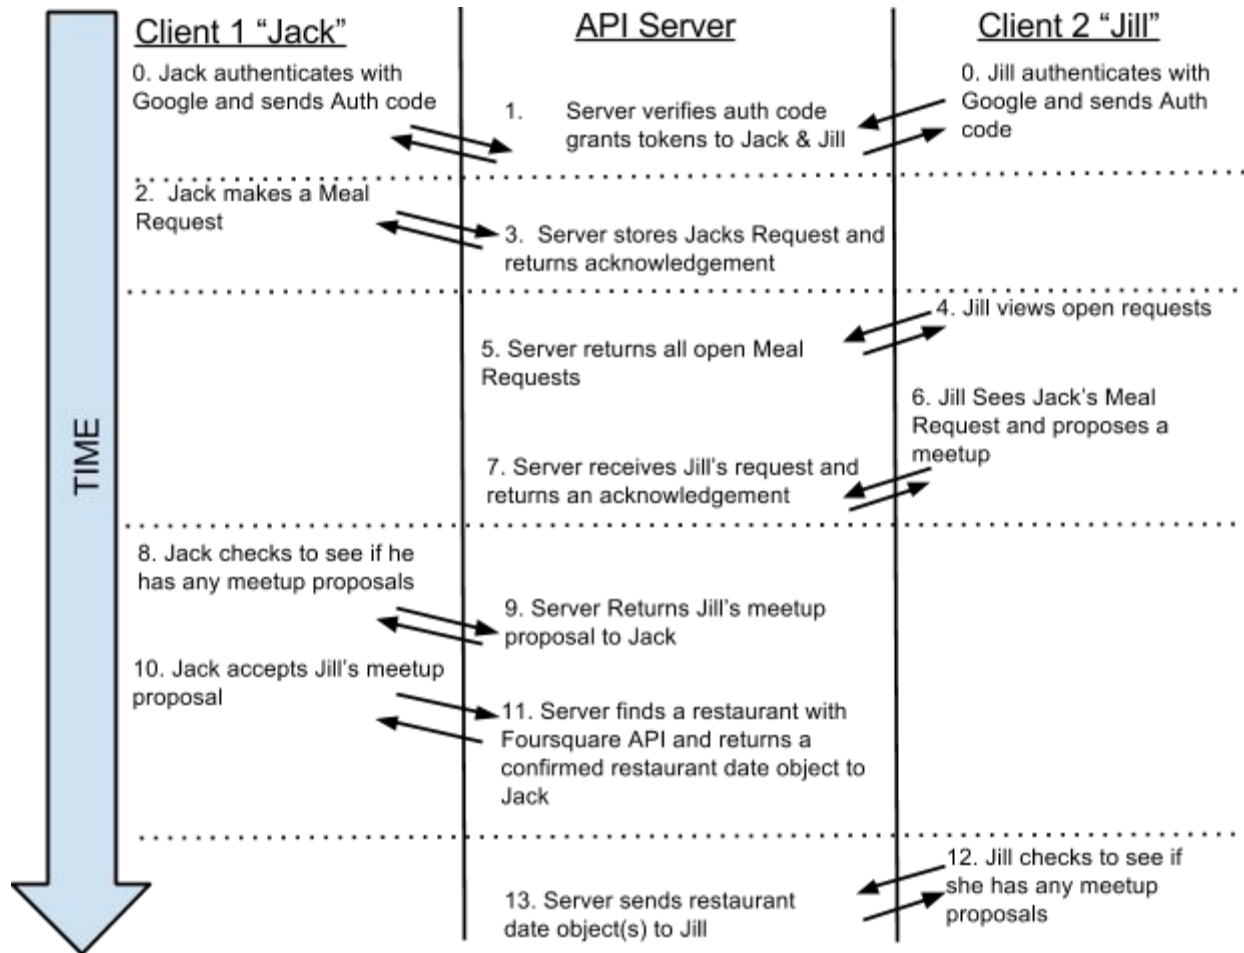 Client 1 “Jack”
API Server
Client 2 “Jill”
0. Jack authenticates with
Google and sends Auth code
0. Jill authenticates with
Google and sends Auth
code
1. Server verifies auth code
grants tokens to Jack & Jill
2. Jack makes a Meal
Request
3. Server stores Jacks Request and
returns acknowledgement
4. Jill views open requests
5. Server returns all open Meal
Requests
6. Jill Sees Jack’s Meal
Request and proposes a
meetup
7. Server receives Jill’s request and
returns an acknowledgement
TIME
8. Jack checks to see if he
has any meetup proposals
9. Server Returns Jill’s meetup
proposal to Jack
10. Jack accepts Jill’s meetup
proposal
11. Server finds a restaurant with
Foursquare API and returns a
confirmed restaurant date object to
Jack
12. Jill checks to see if
she has any meetup
proposals
13. Server sends restaurant
date object(s) to Jill